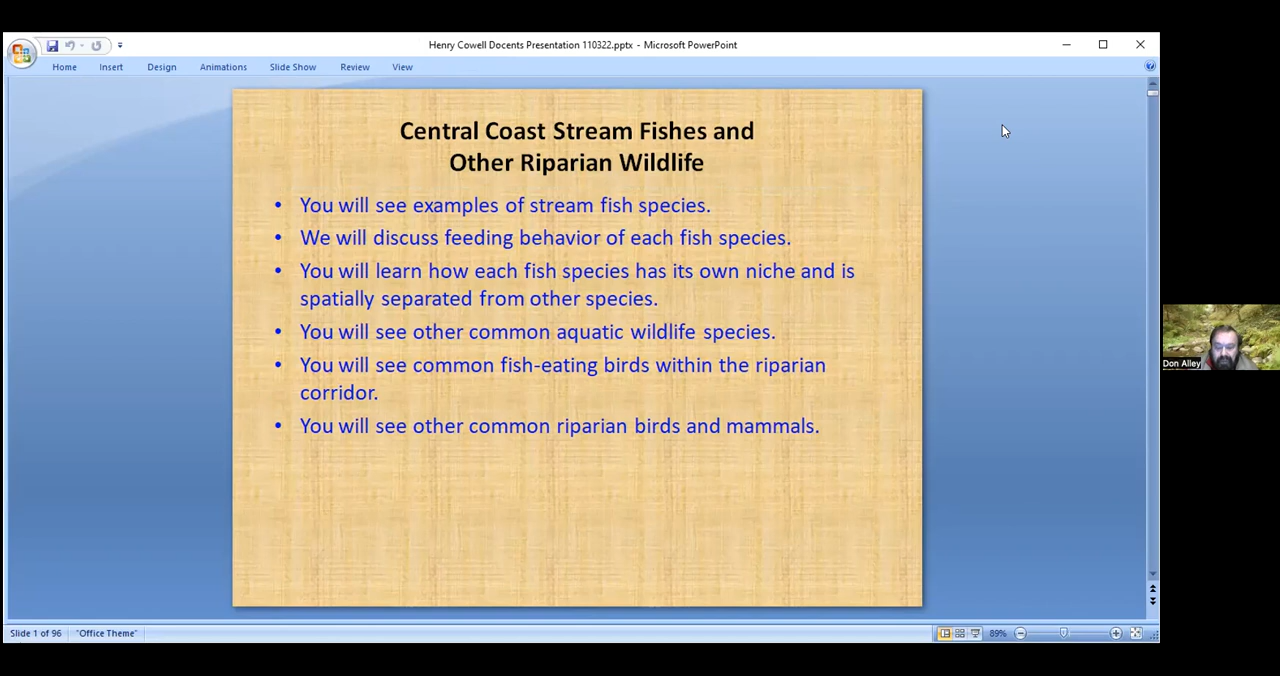 Henry Cowell Docents Presentation 110322.pptx - Microsoft PowerPoint
Home Insert Design Animations Slide Show Review View
Central Coast Stream Fishes and
Other Riparian Wildlife
• You will see examples of stream fish species.
• We will discuss feeding behavior of each fish species.
• You will learn how each fish species has its own niche and is
spatially separated from other species.
• You will see other common aquatic wildlife species.
• You will see common fish-eating birds within the riparian
corridor.
• You will see other common riparian birds and mammals.
Don Alley
Slide 1 of 96 "Office Theme" 89%